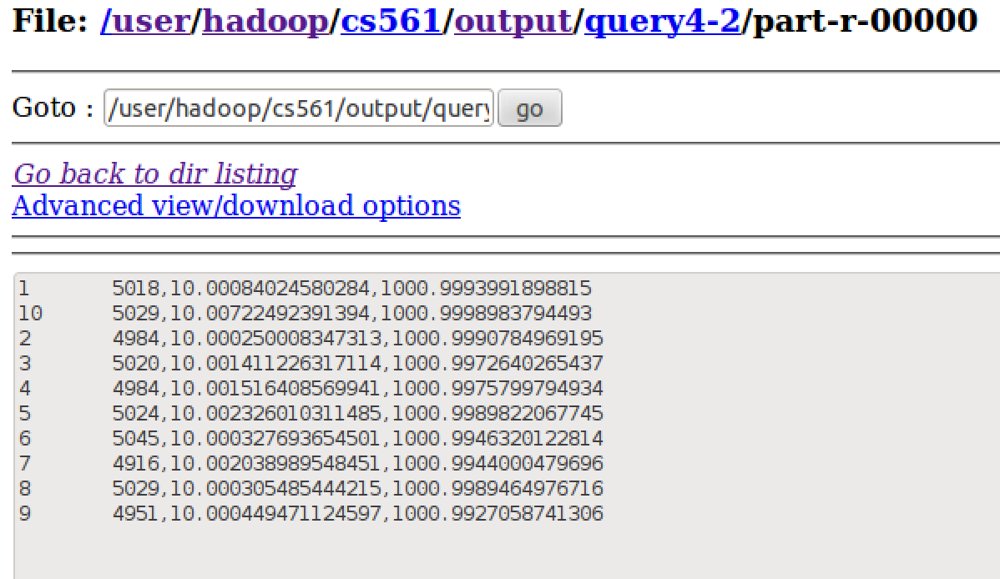 File: /user/hadoop/cs561/output/query4-2/part-r-00000
Goto : /user/hadoop/cs561/output/query go
Go back to dir listing
Advanced view/download options
1 5018,10.00084024580284,1000.9993991898815
10 5029,10.00722492391394,1000.9998983794493
2 4984,10.000250008347313,1000.9990784969195
3 5020,10.001411226317114,1000.9972640265437
4 4984,10.001516408569941,1000.9975799794934
5 5024,10.002326010311485,1000.9989822067745
6 5045,10.000327693654501,1000.9946320122814
7 4916,10.002038989548451,1000.9944000479696
8 5029,10.000305485444215,1000.9989464976716
9 4951,10.000449471124597,1000.9927058741306